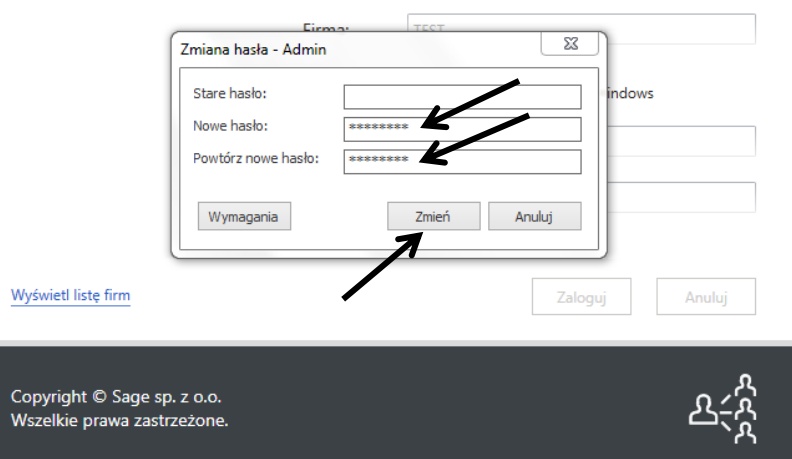 Firma:
TEST
Zmiana hasła - Admin
Stare hasło:
indows
Nowe hasło:
********
Powtórz nowe hasło:
********
Wymagania
Zmień
Anuluj
Wyświetl listę firm
Zaloguj
Anuluj
Copyright © Sage sp. z o.o.
Wszelkie prawa zastrzeżone.